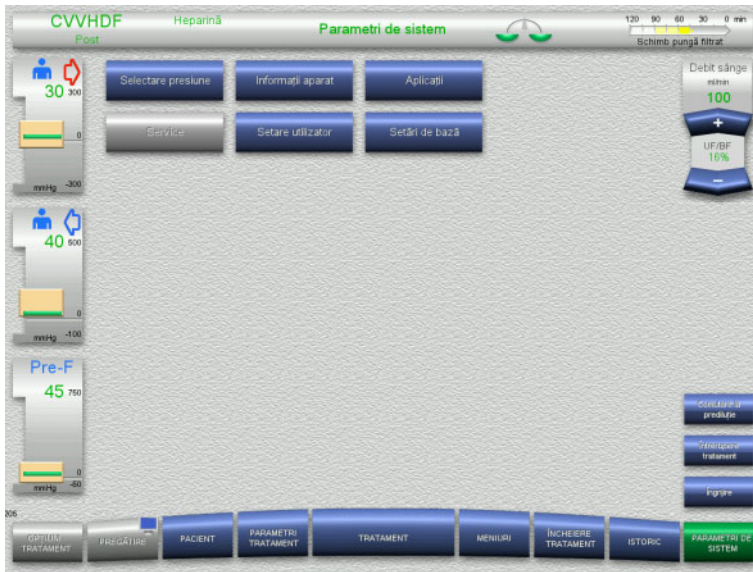 CVVHDF
Post
Heparină
Parametri de sistem
120 90 60 30 0 min
Schimb pungă filtrat
30 300
0
mmHg -300
40 500
0
mmHg -100
Pre-F
45 750
0
mmHg -50
Selectare presiune
Informații aparat
Aplicații
Service
Setare utilizator
Setări de bază
Debit sânge
ml/min
100
+
UF/BF
16%
−
prediluție
Întrerupere
tratament
Îngrijire
205
OPȚIUNI
TRATAMENT
PREGĂTIRE
PACIENT
PARAMETRI
TRATAMENT
TRATAMENT
MENIURI
ÎNCHEIERE
TRATAMENT
ISTORIC
PARAMETRI DE
SISTEM